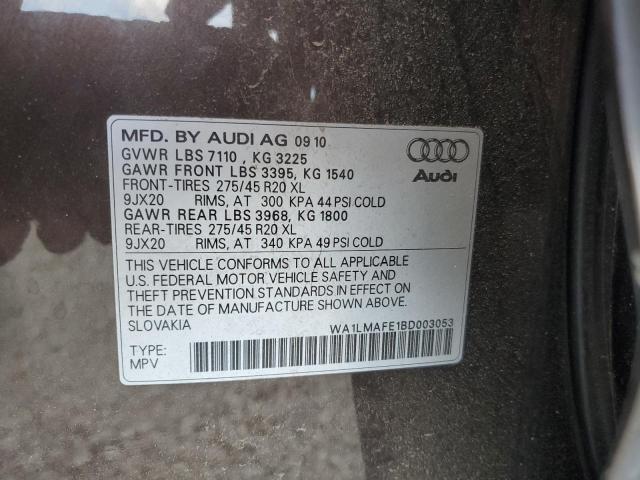 MFD. BY AUDI AG 09 10
GVWR LBS 7110 , KG 3225
GAWR FRONT LBS 3395, KG 1540
FRONT-TIRES 275/45 R20 XL
9JX20 RIMS, AT 300 KPA 44 PSI COLD
GAWR REAR LBS 3968, KG 1800
REAR-TIRES 275/45 R20 XL
9JX20 RIMS, AT 340 KPA 49 PSI COLD
Audi
THIS VEHICLE CONFORMS TO ALL APPLICABLE
U.S. FEDERAL MOTOR VEHICLE SAFETY AND
THEFT PREVENTION STANDARDS IN EFFECT ON
THE DATE OF MANUFACTURE SHOWN ABOVE.
SLOVAKIA
WA1LMAFE1BD003053
TYPE:
MPV